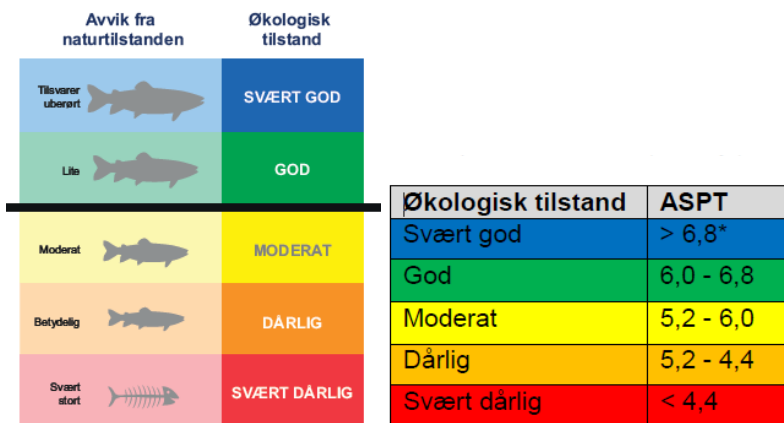 Avvik fra
naturtilstanden
Økologisk
tilstand
Tilsvarer
uberørt
SVÆRT GOD
Lite
GOD
Moderat
MODERAT
Betydelig
DÅRLIG
Svært
stort
SVÆRT DÅRLIG
Økologisk tilstand ASPT
Svært god > 6,8*
God 6,0 - 6,8
Moderat 5,2 - 6,0
Dårlig 5,2 - 4,4
Svært dårlig < 4,4